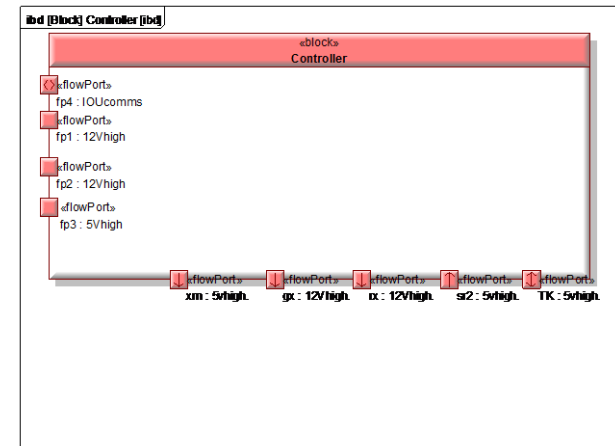 ibd [Block] Controller [ibd]
«block»
Controller
«flowPort»
fp4 : IOUcomms
«flowPort»
fp1 : 12Vhigh
«flowPort»
fp2 : 12Vhigh
«flowPort»
fp3 : 5Vhigh
«flowPort» «flowPort» «flowPort» «flowPort» «flowPort»
xm : 5vhigh. gx : 12Vhigh. rx : 12Vhigh. sr2 : 5vhigh. TK : 5vhigh.